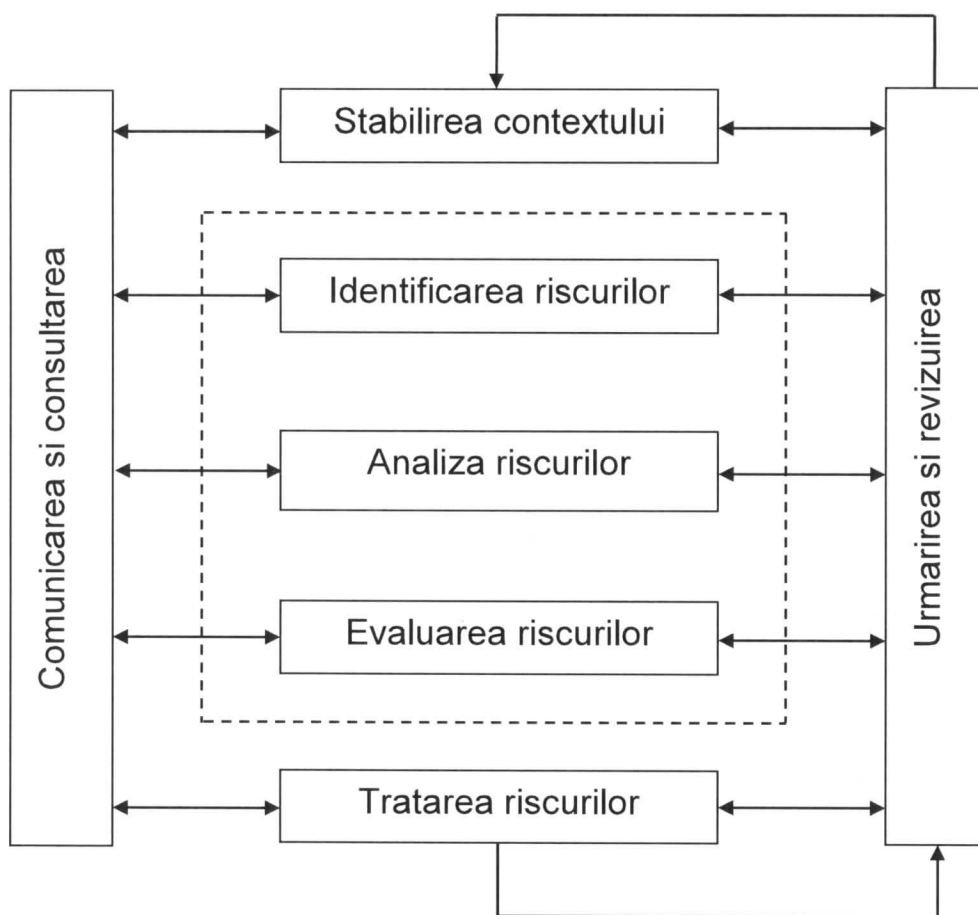 Stabilirea contextului
Comunicarea si consultarea
Identificarea riscurilor
Analiza riscurilor
Evaluarea riscurilor
Tratarea riscurilor
Urmarirea si revizuirea